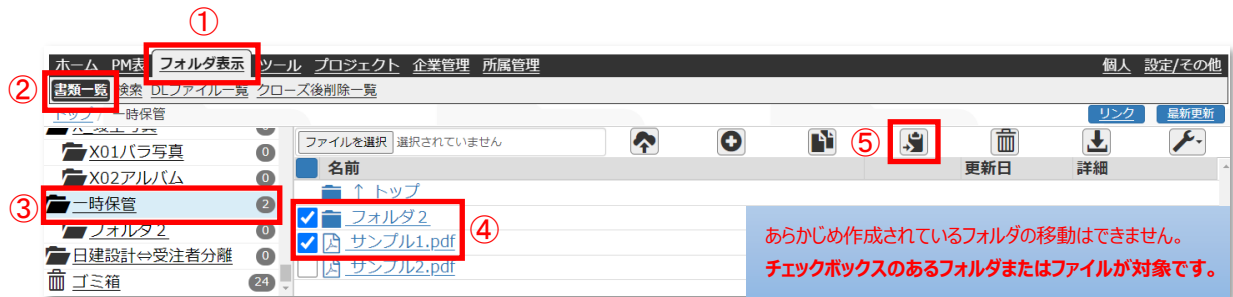 ①
ホーム PM表 フォルダ表示 ツール プロジェクト 企業管理 所属管理 個人 設定/その他
② 書類一覧 検索 DLファイル一覧 クローズ後削除一覧
トップ / 一時保管 リンク 最新更新
0 ファイルを選択 選択されていません ⑤
X01バラ写真 0
名前 更新日 詳細
X02アルバム 0
↑ トップ
③ 一時保管 2
フォルダ2 ④
フォルダ2 0
サンプル1.pdf
あらかじめ作成されているフォルダの移動はできません。
日建設計⇔受注者分離 0
サンプル2.pdf
チェックボックスのあるフォルダまたはファイルが対象です。
ゴミ箱 24